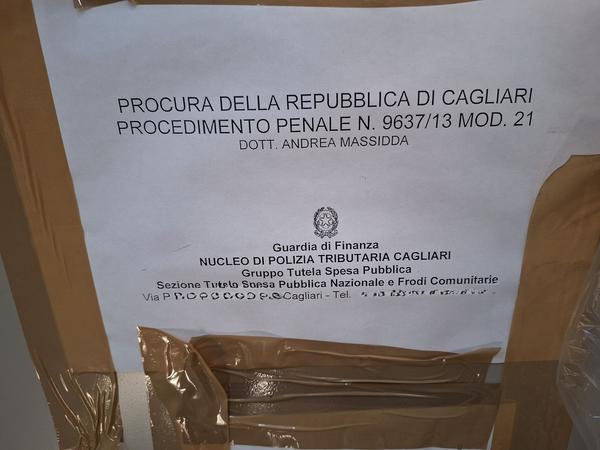 PROCURA DELLA REPUBBLICA DI CAGLIARI
PROCEDIMENTO PENALE N. 9637/13 MOD. 21
DOTT. ANDREA MASSIDDA
Guardia di Finanza
NUCLEO DI POLIZIA TRIBUTARIA CAGLIARI
Gruppo Tutela Spesa Pubblica
Sezione Tutela Spesa Pubblica Nazionale e Frodi Comunitarie
Via Cagliari - Tel.